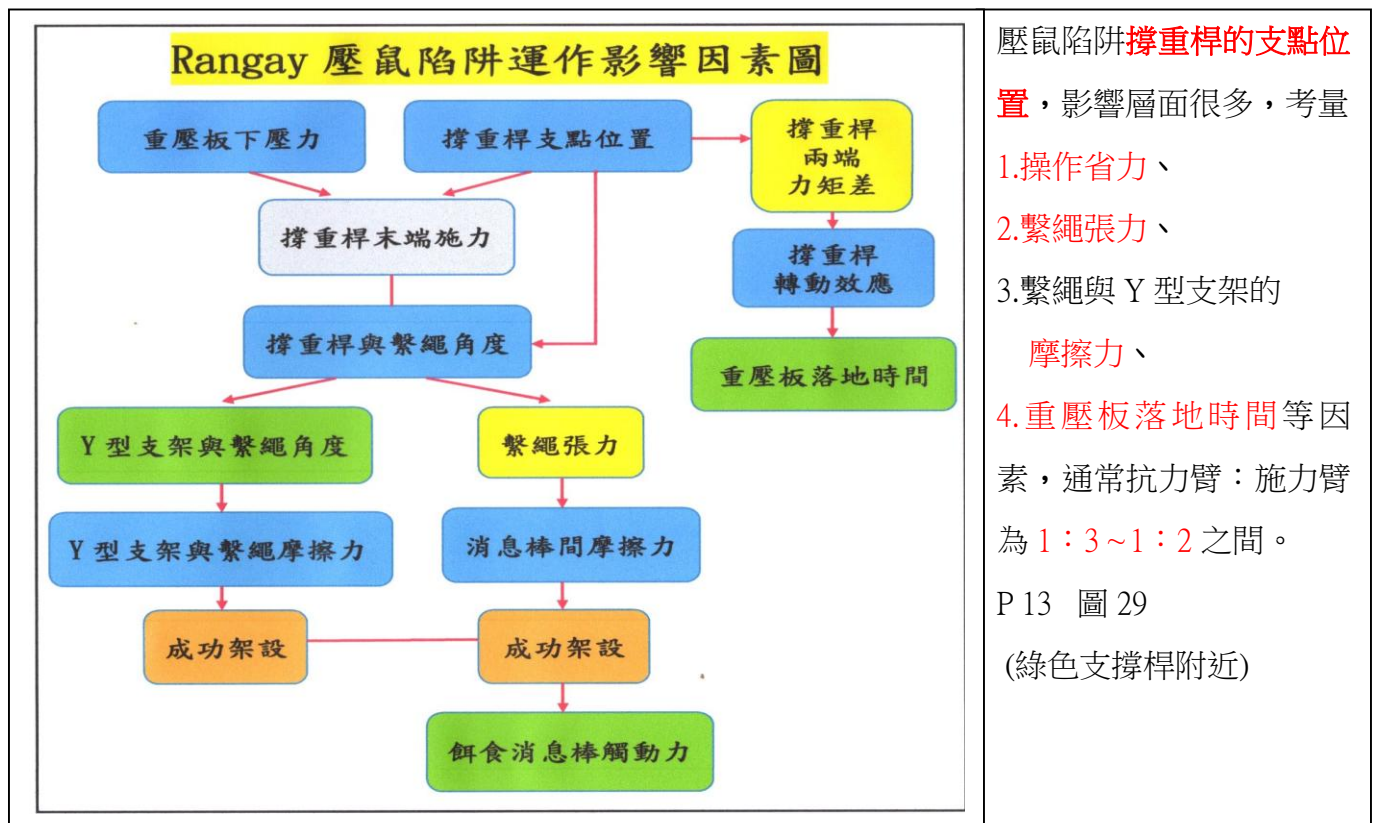 Rangay 壓鼠陷阱運作影響因素圖
重壓板下壓力
撐重桿支點位置
撐重桿
兩端
力矩差
撐重桿末端施力
撐重桿
轉動效應
撐重桿與繫繩角度
重壓板落地時間
Y 型支架與繫繩角度
繫繩張力
Y 型支架與繫繩摩擦力
消息棒間摩擦力
成功架設
成功架設
餌食消息棒觸動力
壓鼠陷阱撐重桿的支點位
置，影響層面很多，考量
1.操作省力、
2.繫繩張力、
3.繫繩與 Y 型支架的
摩擦力、
4.重壓板落地時間等因
素，通常抗力臂：施力臂
為 1：3~1：2 之間。
P 13 圖 29
(綠色支撐桿附近)